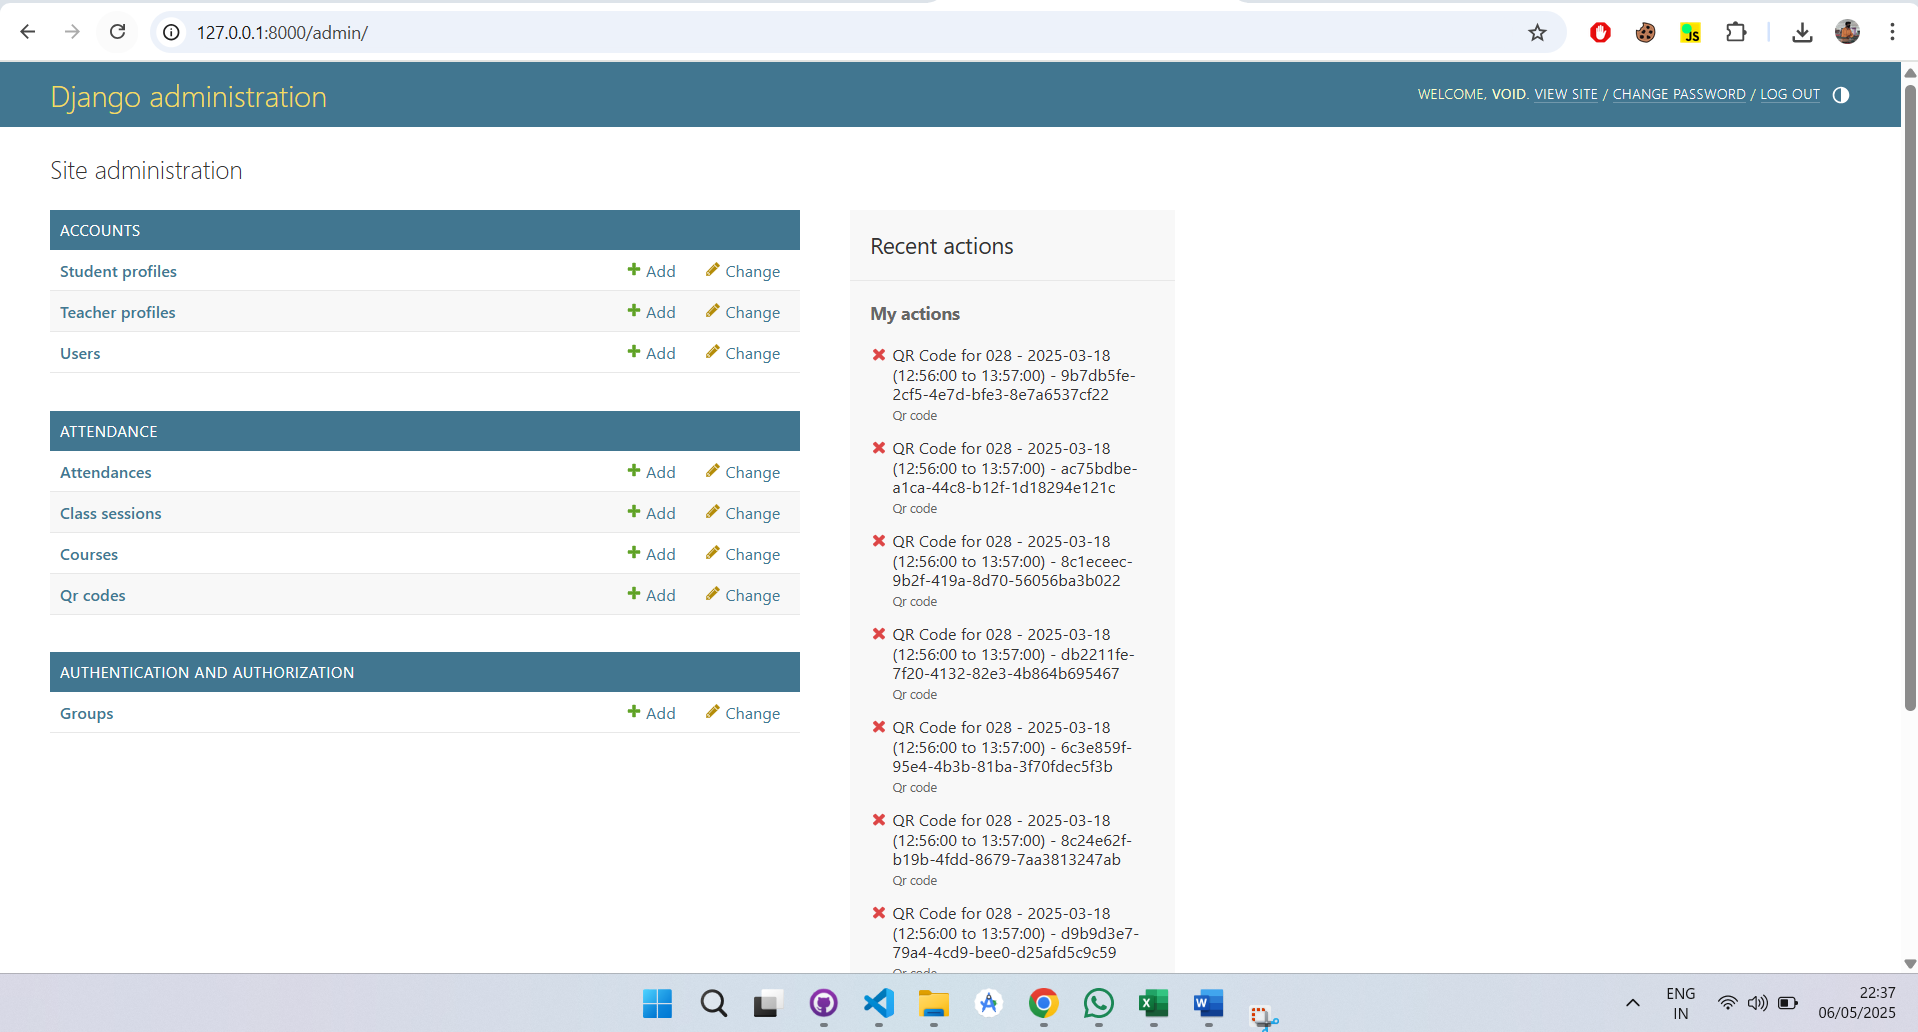 127.0.0.1:8000/admin/
JS
Django administration
WELCOME, VOID. VIEW SITE / CHANGE PASSWORD / LOG OUT
Site administration
ACCOUNTS
Student profiles Add Change
Teacher profiles Add Change
Users Add Change
ATTENDANCE
Attendances Add Change
Class sessions Add Change
Courses Add Change
Qr codes Add Change
AUTHENTICATION AND AUTHORIZATION
Groups Add Change
Recent actions
My actions
QR Code for 028 - 2025-03-18
(12:56:00 to 13:57:00) - 9b7db5fe-
2cf5-4e7d-bfe3-8e7a6537cf22
Qr code
QR Code for 028 - 2025-03-18
(12:56:00 to 13:57:00) - ac75bdbe-
a1ca-44c8-b12f-1d18294e121c
Qr code
QR Code for 028 - 2025-03-18
(12:56:00 to 13:57:00) - 8c1eceec-
9b2f-419a-8d70-56056ba3b022
Qr code
QR Code for 028 - 2025-03-18
(12:56:00 to 13:57:00) - db2211fe-
7f20-4132-82e3-4b864b695467
Qr code
QR Code for 028 - 2025-03-18
(12:56:00 to 13:57:00) - 6c3e859f-
95e4-4b3b-81ba-3f70fdec5f3b
Qr code
QR Code for 028 - 2025-03-18
(12:56:00 to 13:57:00) - 8c24e62f-
b19b-4fdd-8679-7aa3813247ab
Qr code
QR Code for 028 - 2025-03-18
(12:56:00 to 13:57:00) - d9b9d3e7-
79a4-4cd9-bee0-d25afd5c9c59
Qr code
ENG
IN
22:37
06/05/2025